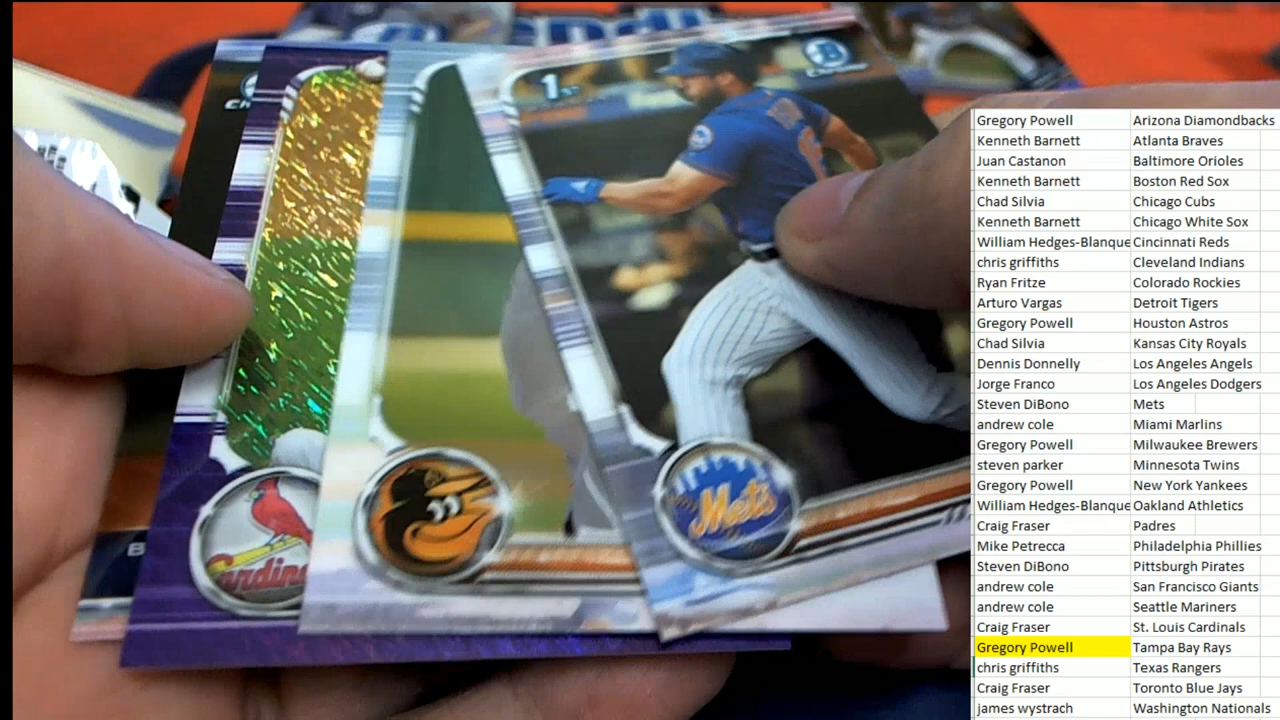 1st
Chrome
Mets
Cardinals
Gregory Powell Arizona Diamondbacks
Kenneth Barnett Atlanta Braves
Juan Castanon Baltimore Orioles
Kenneth Barnett Boston Red Sox
Chad Silvia Chicago Cubs
Kenneth Barnett Chicago White Sox
William Hedges-Blanque Cincinnati Reds
chris griffiths Cleveland Indians
Ryan Fritze Colorado Rockies
Arturo Vargas Detroit Tigers
Gregory Powell Houston Astros
Chad Silvia Kansas City Royals
Dennis Donnelly Los Angeles Angels
Jorge Franco Los Angeles Dodgers
Steven DiBono Mets
andrew cole Miami Marlins
Gregory Powell Milwaukee Brewers
steven parker Minnesota Twins
Gregory Powell New York Yankees
William Hedges-Blanque Oakland Athletics
Craig Fraser Padres
Mike Petrecca Philadelphia Phillies
Steven DiBono Pittsburgh Pirates
andrew cole San Francisco Giants
andrew cole Seattle Mariners
Craig Fraser St. Louis Cardinals
Gregory Powell Tampa Bay Rays
chris griffiths Texas Rangers
Craig Fraser Toronto Blue Jays
james wystrach Washington Nationals